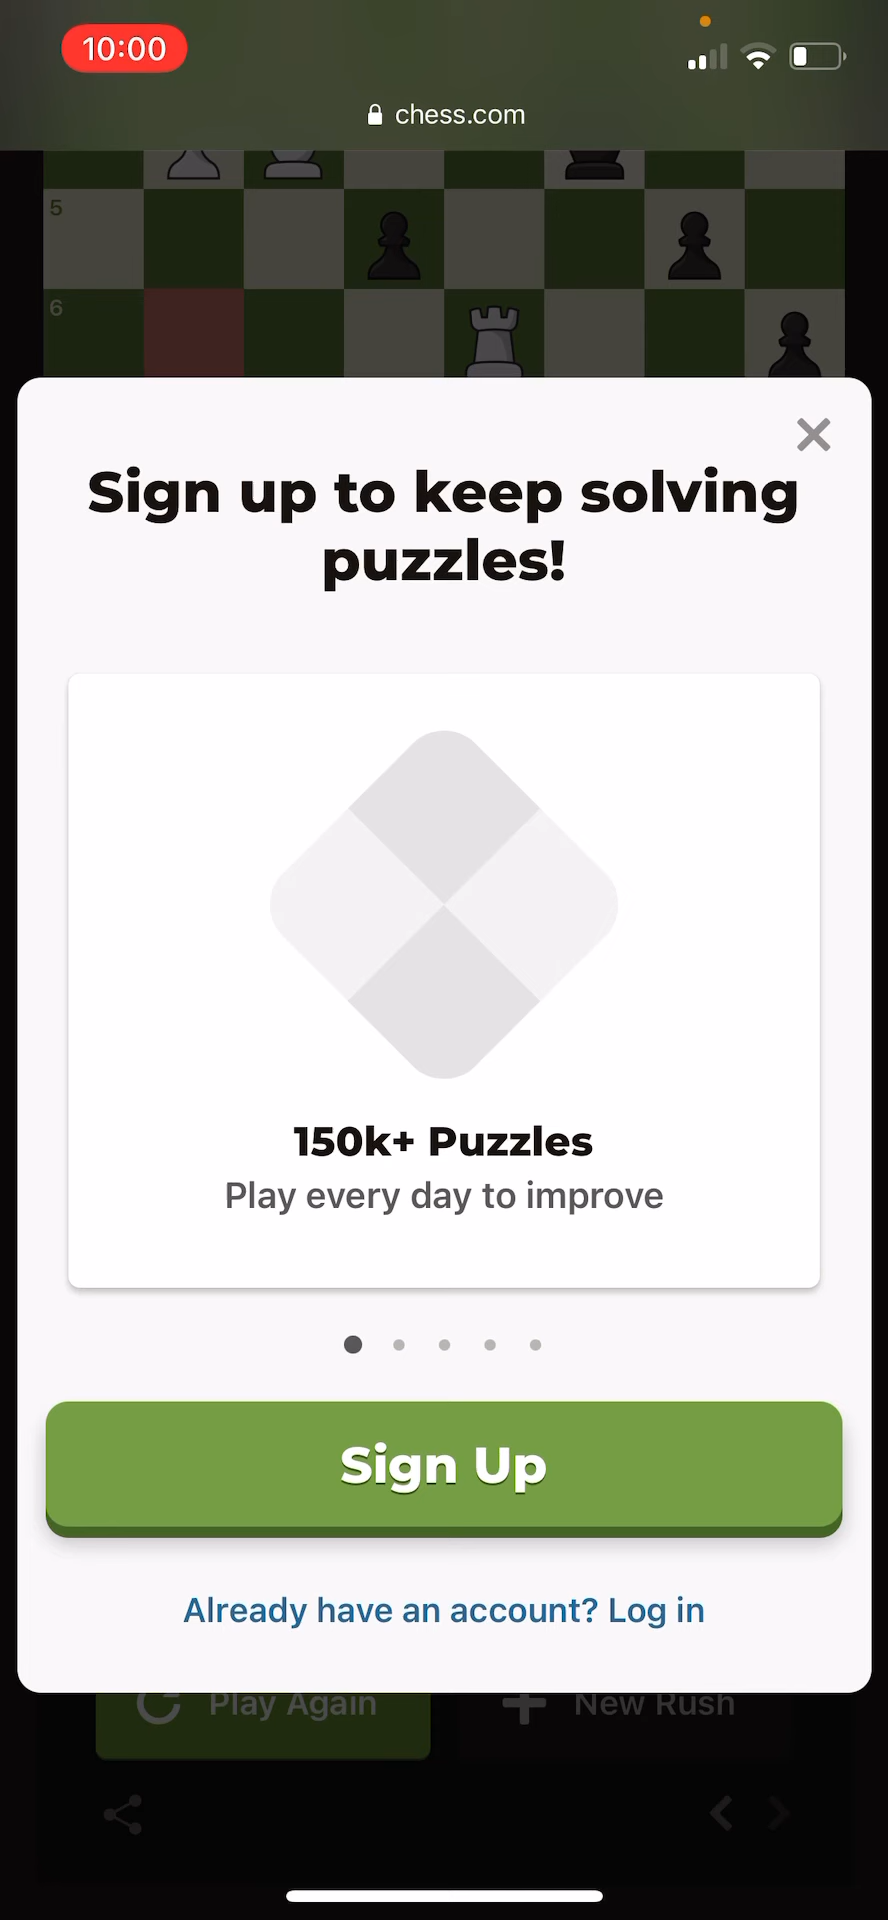 10:00
chess.com
5
6
Sign up to keep solving
puzzles!
150k+ Puzzles
Play every day to improve
Sign Up
Already have an account? Log in
Play Again
New Rush